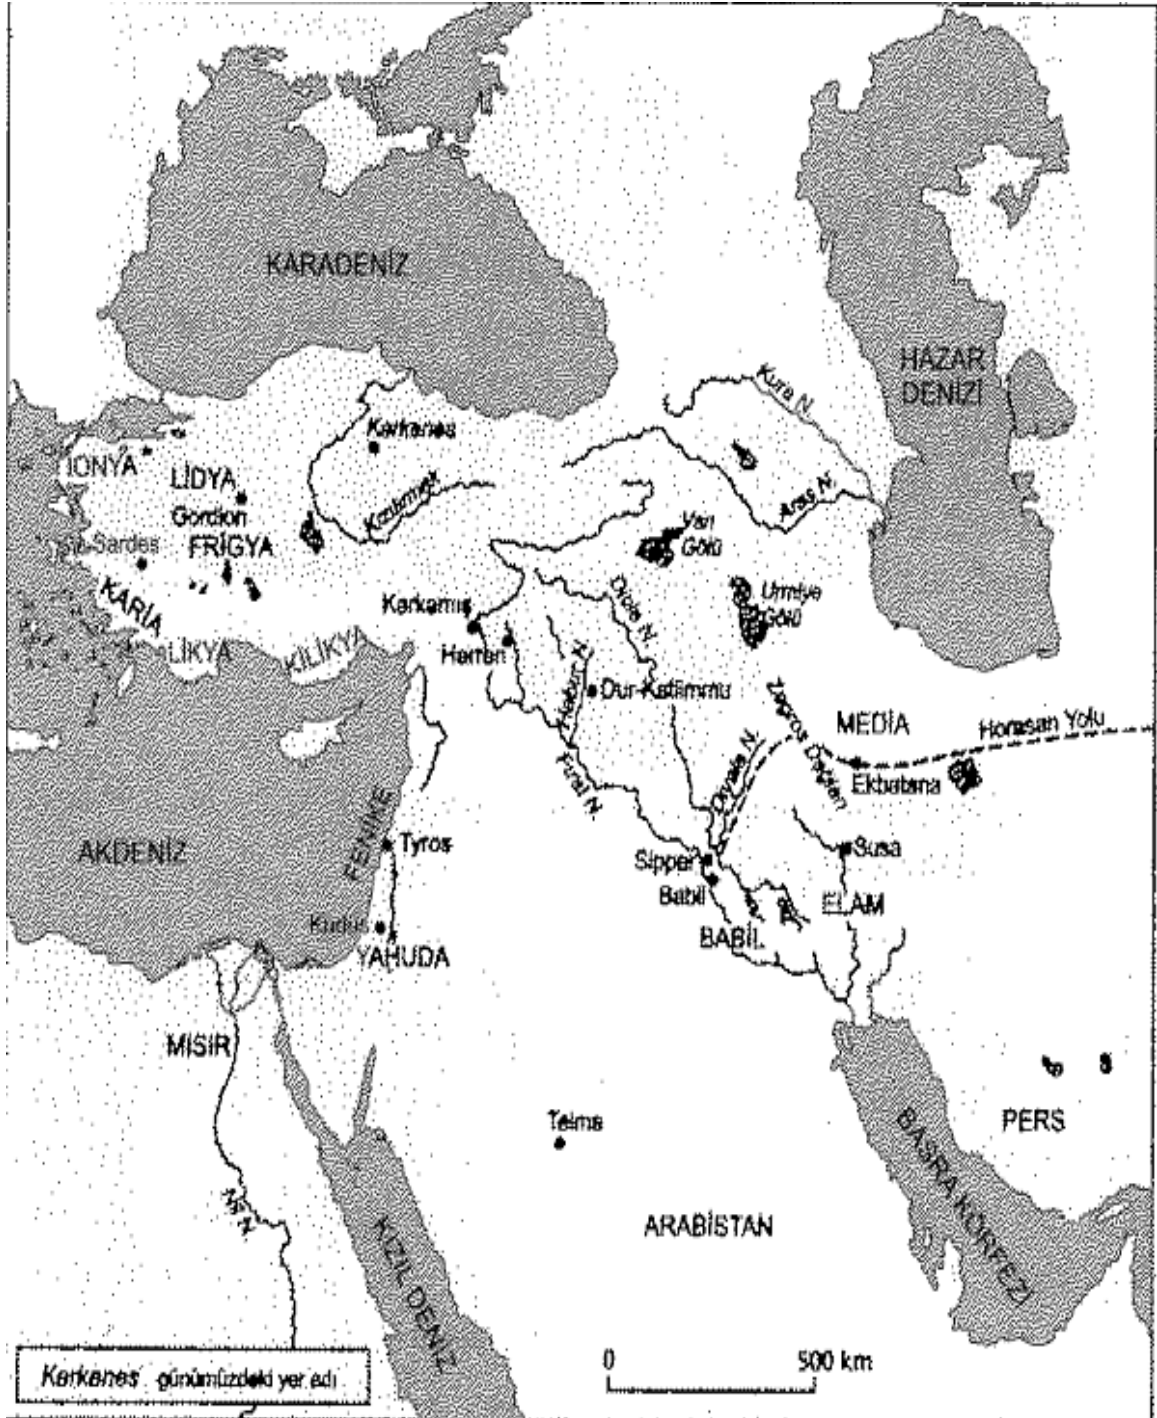 KARADENİZ
HAZAR
DENİZİ
Kura N.
Kerkenes
İONYA
LİDYA
Gordion
Kızılırmak
Aras N.
Van
Gölü
Sardes
FRİGYA
KARİA
Urmiye
Gölü
Karkamış
Dicle N.
LİKYA
KİLİKYA
Harran
Habur N.
Dur-Katlimmu
Zagros Dağları
MEDİA
Horasan Yolu
Fırat N.
Diyala N.
Ekbatana
FENİKE
Tyros
AKDENİZ
Sippar
Susa
Babil
ELAM
Kudüs
BABİL
YAHUDA
MISIR
Teima
PERS
BASRA KÖRFEZİ
Nil N.
ARABİSTAN
KIZIL DENİZ
Kerkenes günümüzdeki yer adı
0 500 km